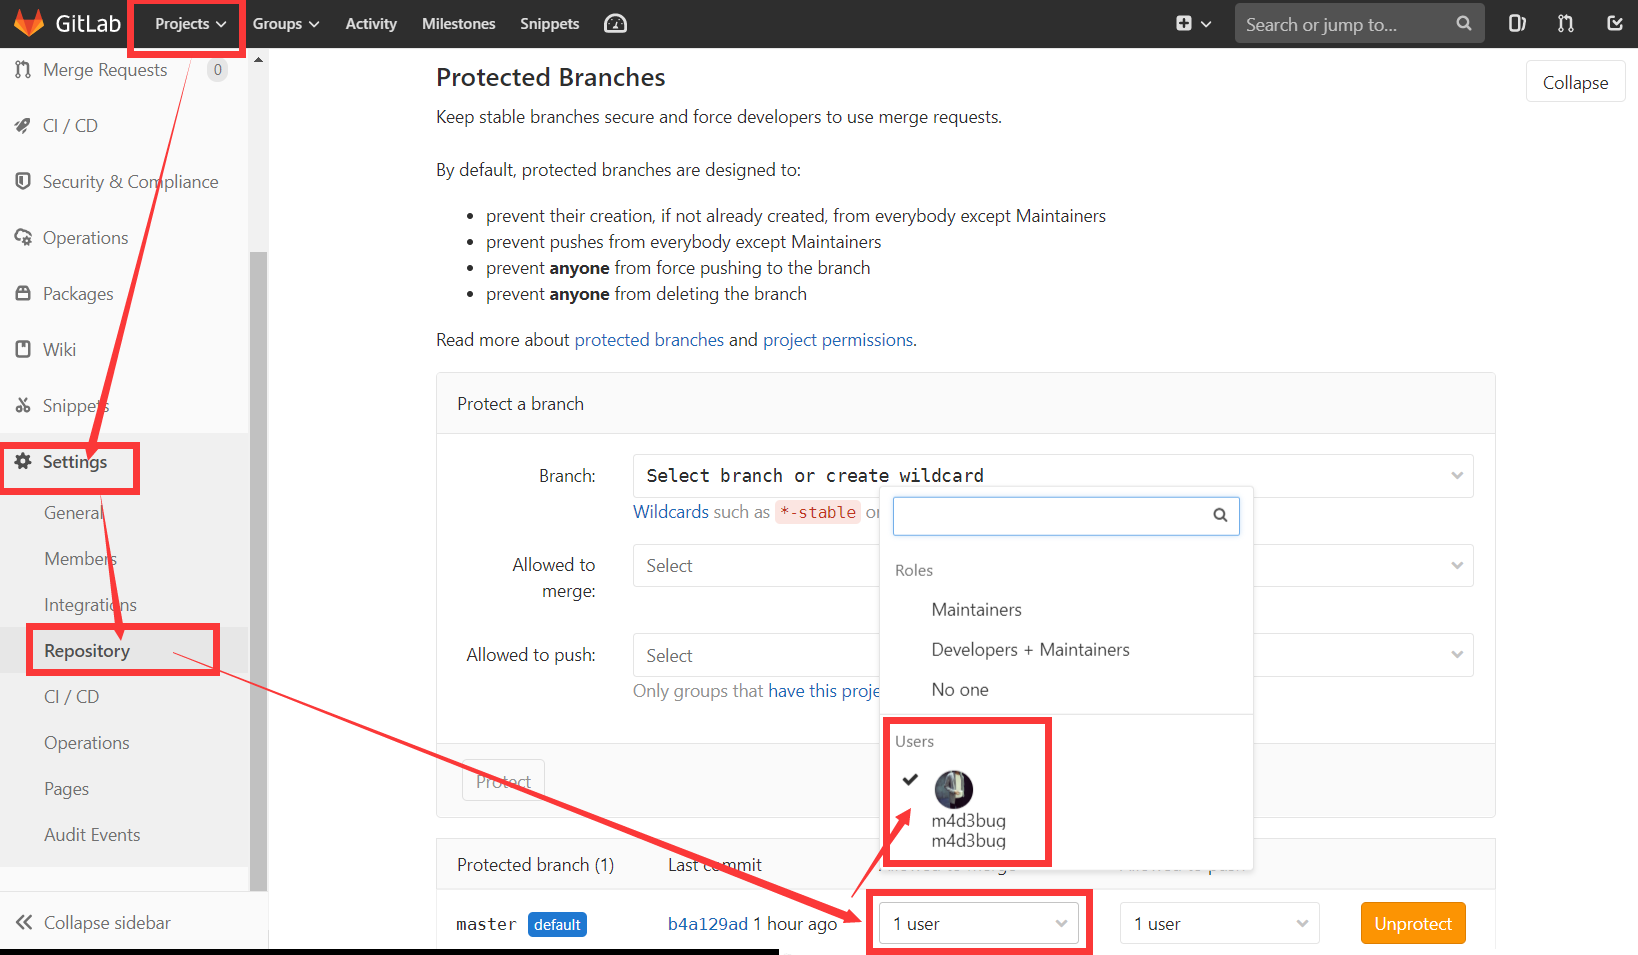 GitLab Projects Groups Activity Milestones Snippets Search or jump to...
Merge Requests 0
CI / CD
Security & Compliance
Operations
Packages
Wiki
Snippets
Settings
General
Members
Integrations
Repository
CI / CD
Operations
Pages
Audit Events
Collapse sidebar
Protected Branches
Collapse
Keep stable branches secure and force developers to use merge requests.
By default, protected branches are designed to:
prevent their creation, if not already created, from everybody except Maintainers
prevent pushes from everybody except Maintainers
prevent anyone from force pushing to the branch
prevent anyone from deleting the branch
Read more about protected branches and project permissions.
Protect a branch
Branch: Select branch or create wildcard
Wildcards such as *-stable
Allowed to
merge:
Select
Allowed to push: Select
Only groups that have this proje
Protect
Roles
Maintainers
Developers + Maintainers
No one
Users
m4d3bug
m4d3bug
Protected branch (1) Last commit
master default b4a129ad 1 hour ago 1 user 1 user Unprotect